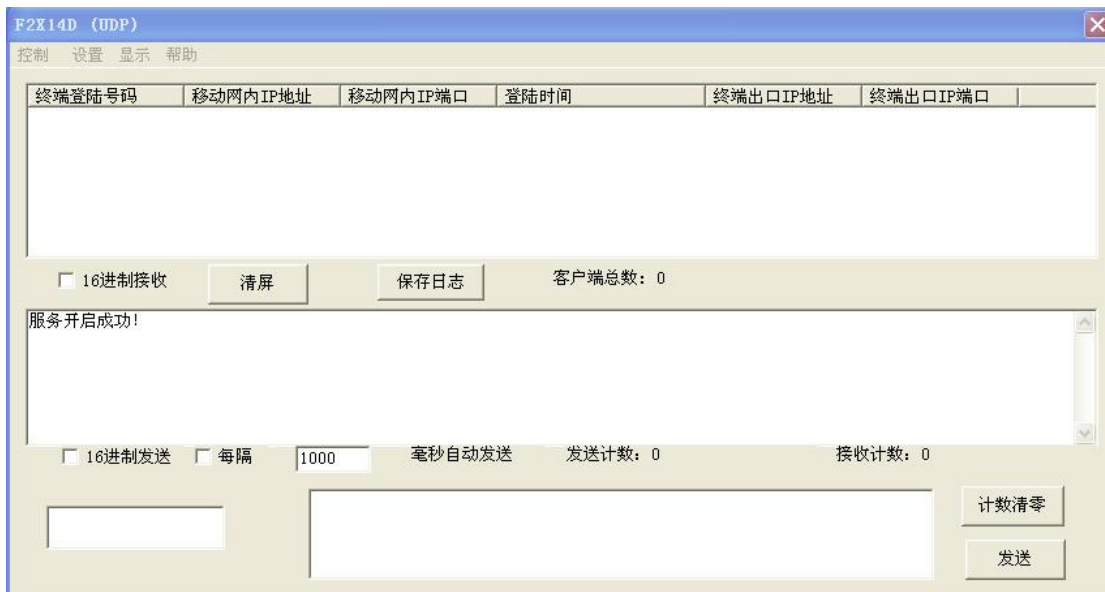 F2X14D (UDP)
控制 设置 显示 帮助
终端登陆号码 移动网内IP地址 移动网内IP端口 登陆时间 终端出口IP地址 终端出口IP端口
16进制接收 清屏 保存日志 客户端总数: 0
服务开启成功!
16进制发送 每隔 1000 毫秒自动发送 发送计数: 0 接收计数: 0
计数清零
发送